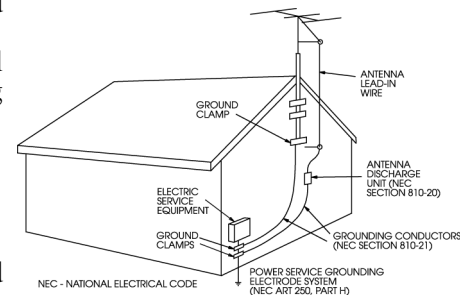 ANTENNA
LEAD-IN
WIRE
GROUND
CLAMP
ANTENNA
DISCHARGE
UNIT (NEC
SECTION 810-20)
ELECTRIC
SERVICE
EQUIPMENT
GROUND
CLAMPS
GROUNDING CONDUCTORS
(NEC SECTION 810-21)
POWER SERVICE GROUNDING
ELECTRODE SYSTEM
(NEC ART 250, PART H)
NEC - NATIONAL ELECTRICAL CODE